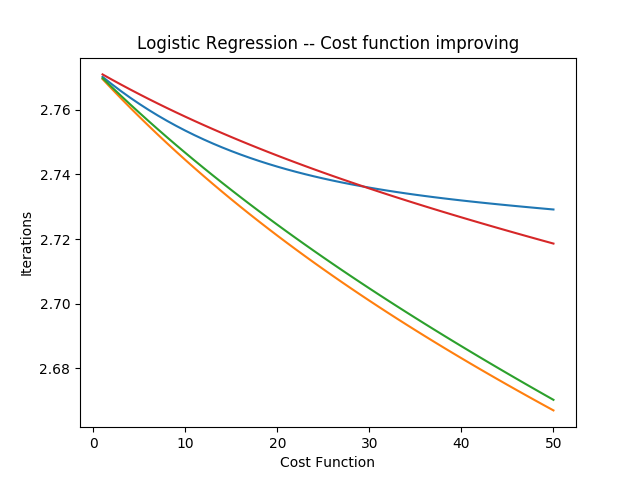 Logistic Regression -- Cost function improving
2.76
2.74
2.72
2.70
2.68
Iterations
0 10 20 30 40 50
Cost Function